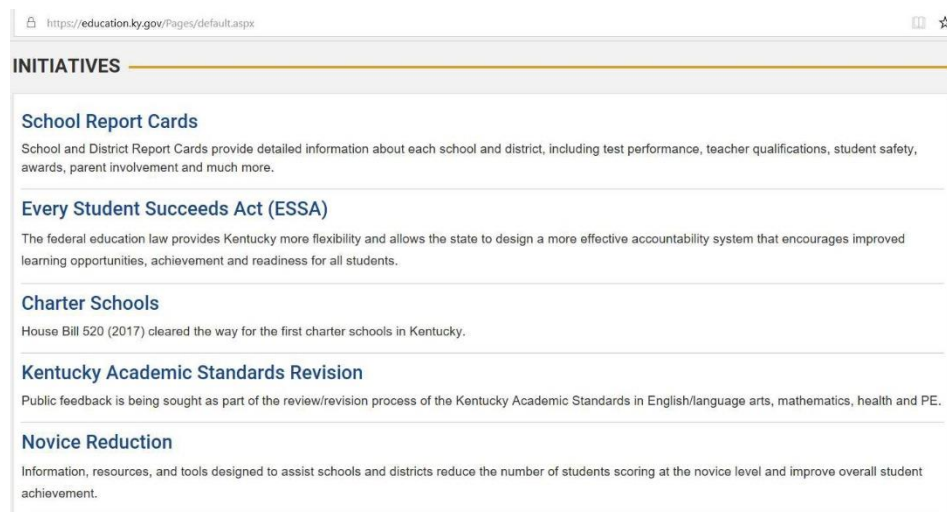 https://education.ky.gov/Pages/default.aspx
INITIATIVES
School Report Cards
School and District Report Cards provide detailed information about each school and district, including test performance, teacher qualifications, student safety,
awards, parent involvement and much more.
Every Student Succeeds Act (ESSA)
The federal education law provides Kentucky more flexibility and allows the state to design a more effective accountability system that encourages improved
learning opportunities, achievement and readiness for all students.
Charter Schools
House Bill 520 (2017) cleared the way for the first charter schools in Kentucky.
Kentucky Academic Standards Revision
Public feedback is being sought as part of the review/revision process of the Kentucky Academic Standards in English/language arts, mathematics, health and PE.
Novice Reduction
Information, resources, and tools designed to assist schools and districts reduce the number of students scoring at the novice level and improve overall student
achievement.